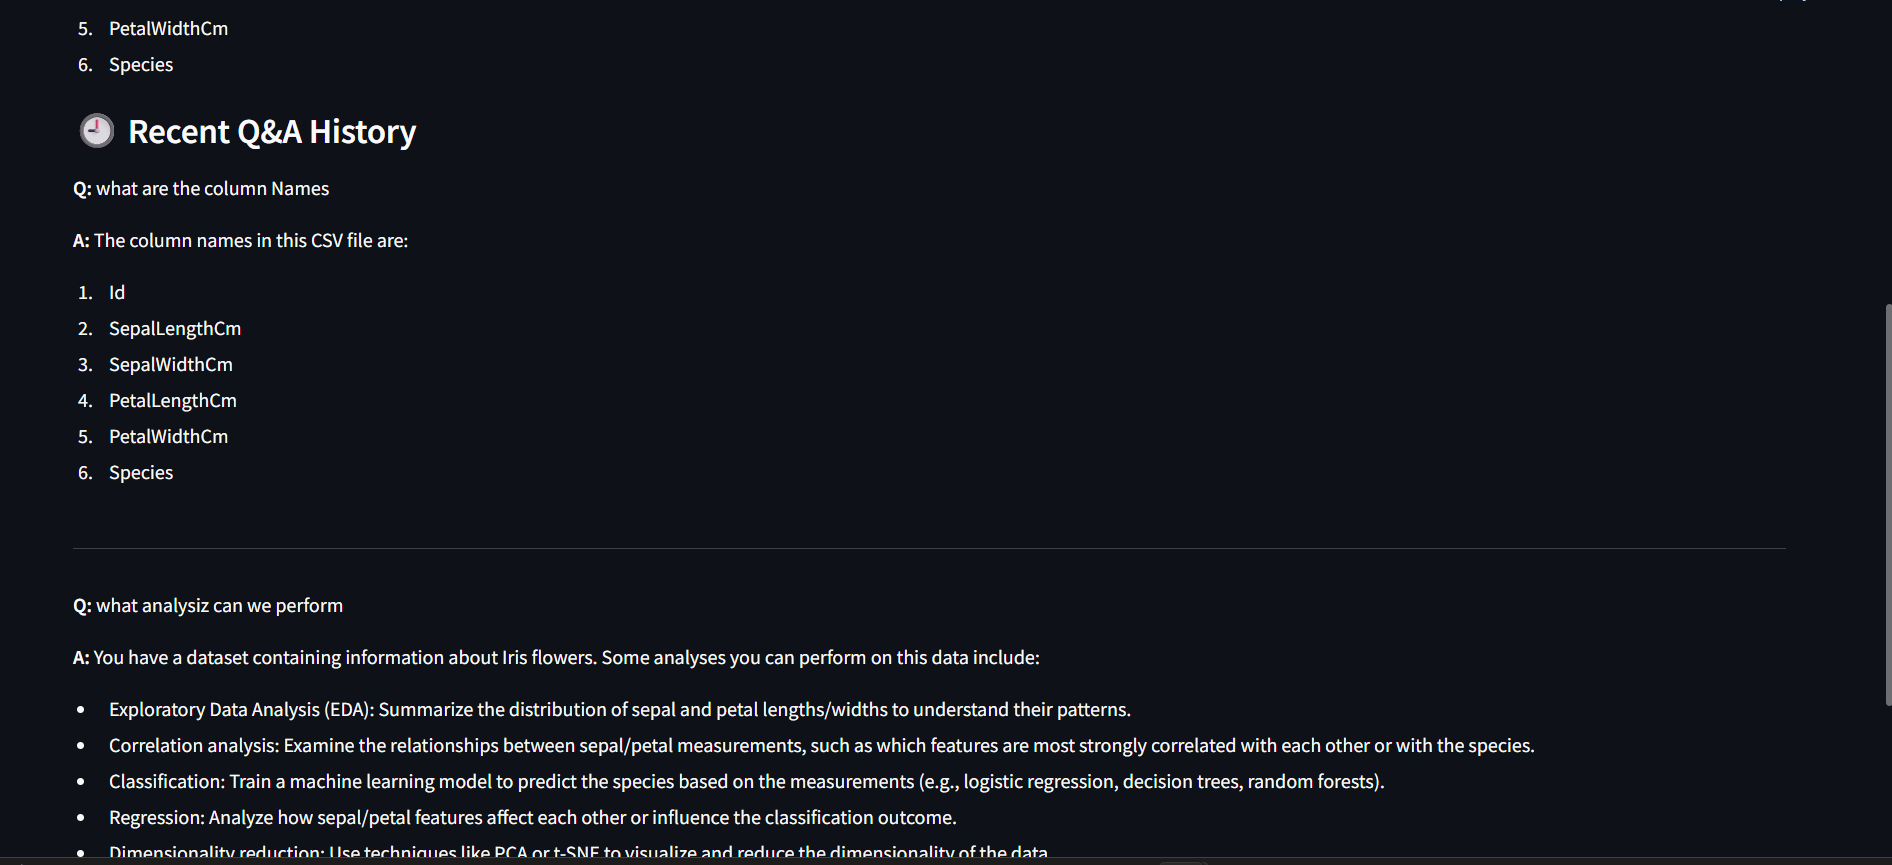 5. PetalWidthCm
6. Species
Recent Q&A History
Q: what are the column Names
A: The column names in this CSV file are:
1. Id
2. SepalLengthCm
3. SepalWidthCm
4. PetalLengthCm
5. PetalWidthCm
6. Species
Q: what analysiz can we perform
A: You have a dataset containing information about Iris flowers. Some analyses you can perform on this data include:
• Exploratory Data Analysis (EDA): Summarize the distribution of sepal and petal lengths/widths to understand their patterns.
• Correlation analysis: Examine the relationships between sepal/petal measurements, such as which features are most strongly correlated with each other or with the species.
• Classification: Train a machine learning model to predict the species based on the measurements (e.g., logistic regression, decision trees, random forests).
• Regression: Analyze how sepal/petal features affect each other or influence the classification outcome.
• Dimensionality reduction: Use techniques like PCA or t-SNE to visualize and reduce the dimensionality of the data